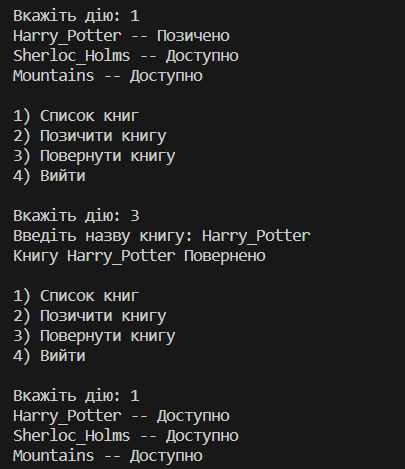 Вкажіть дію: 1
Harry_Potter -- Позичено
Sherloc_Holms -- Доступно
Mountains -- Доступно
1) Список книг
2) Позичити книгу
3) Повернути книгу
4) Вийти
Вкажіть дію: 3
Введіть назву книгу: Harry_Potter
Книгу Harry_Potter Повернено
1) Список книг
2) Позичити книгу
3) Повернути книгу
4) Вийти
Вкажіть дію: 1
Harry_Potter -- Доступно
Sherloc_Holms -- Доступно
Mountains -- Доступно